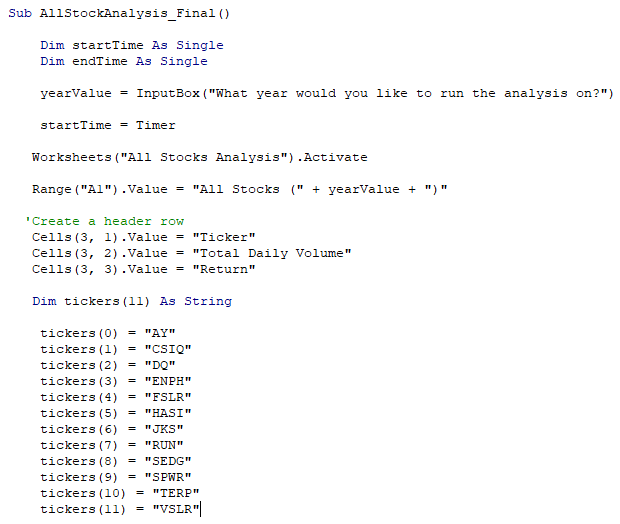 Sub AllStockAnalysis_Final()
Dim startTime As Single
Dim endTime As Single
yearValue = InputBox("What year would you like to run the analysis on?")
startTime = Timer
Worksheets("All Stocks Analysis").Activate
Range("A1").Value = "All Stocks (" + yearValue + ")"
'Create a header row
Cells(3, 1).Value = "Ticker"
Cells(3, 2).Value = "Total Daily Volume"
Cells(3, 3).Value = "Return"
Dim tickers(11) As String
tickers(0) = "AY"
tickers(1) = "CSIQ"
tickers(2) = "DQ"
tickers(3) = "ENPH"
tickers(4) = "FSLR"
tickers(5) = "HASI"
tickers(6) = "JKS"
tickers(7) = "RUN"
tickers(8) = "SEDG"
tickers(9) = "SPWR"
tickers(10) = "TERP"
tickers(11) = "VSLR"